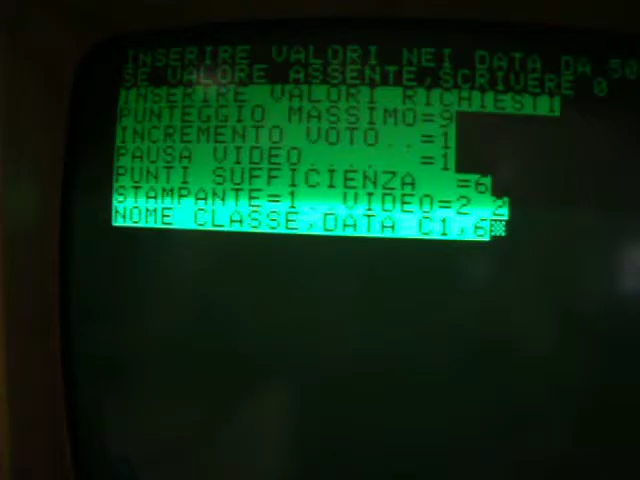 INSERIRE VALORI NEI DATA DA 50
SE VALORE ASSENTE,SCRIVERE 0
INSERIRE VALORI RICHIESTI
PUNTEGGIO MASSIMO=9
INCREMENTO VOTO..=1
PAUSA VIDEO.....=1
PUNTI SUFFICIENZA =6
STAMPANTE=1 VIDEO=2 2
NOME CLASSE,DATA C1,6